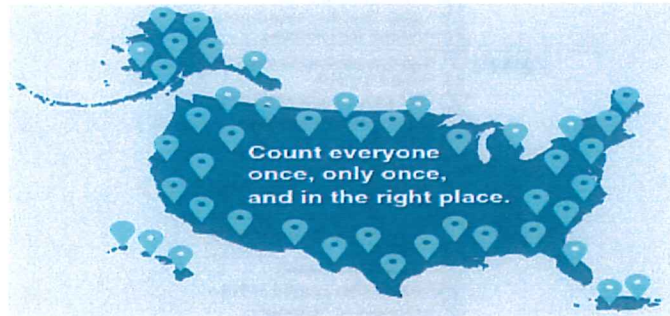 Count everyone
once, only once,
and in the right place.